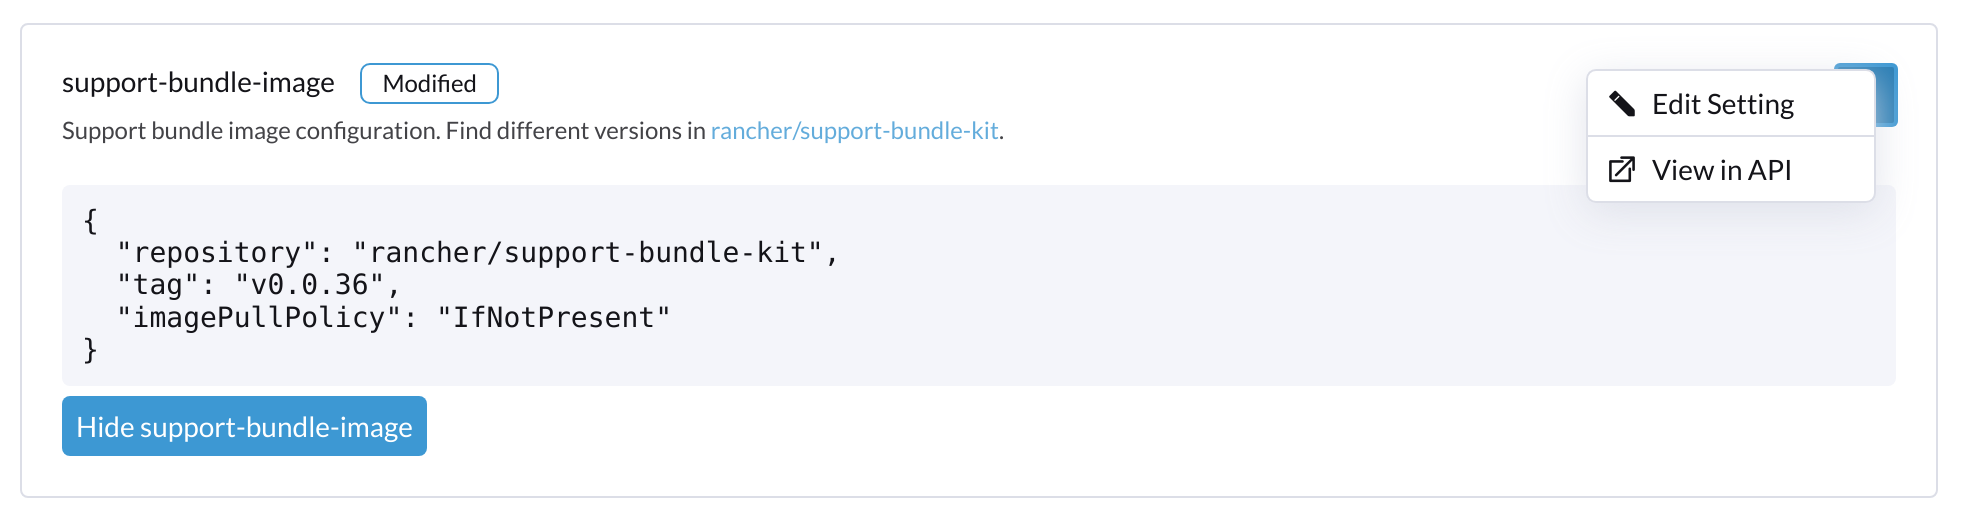 support-bundle-image Modified
Support bundle image configuration. Find different versions in rancher/support-bundle-kit.
Edit Setting
View in API
{
  "repository": "rancher/support-bundle-kit",
  "tag": "v0.0.36",
  "imagePullPolicy": "IfNotPresent"
}
Hide support-bundle-image